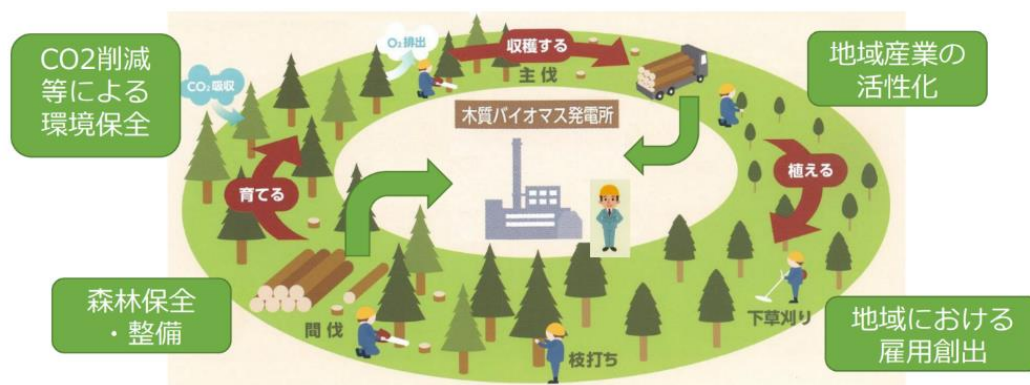 CO2削減
等による
環境保全
CO₂吸収
O₂排出
収穫する
主伐
地域産業の
活性化
木質バイオマス発電所
育てる
植える
森林保全
・整備
間伐
枝打ち
下草刈り
地域における
雇用創出